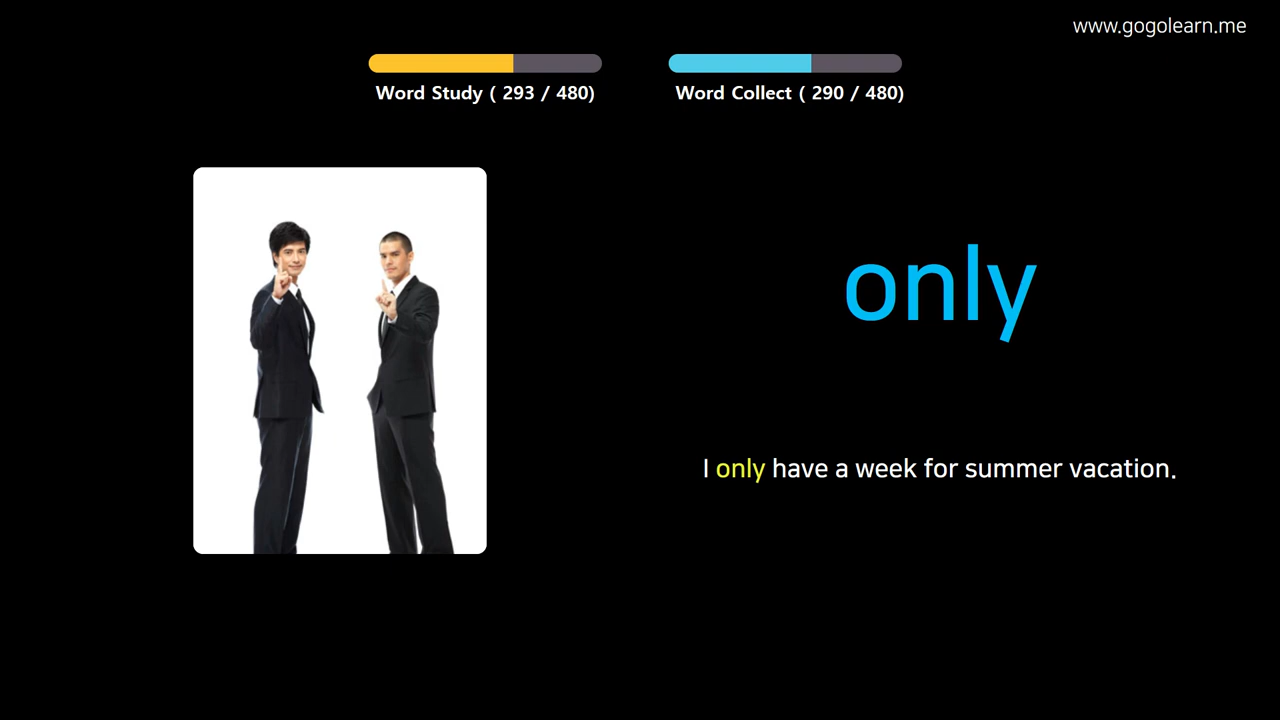 www.gogolearn.me
Word Study ( 293 / 480)
Word Collect ( 290 / 480)
only
I only have a week for summer vacation.